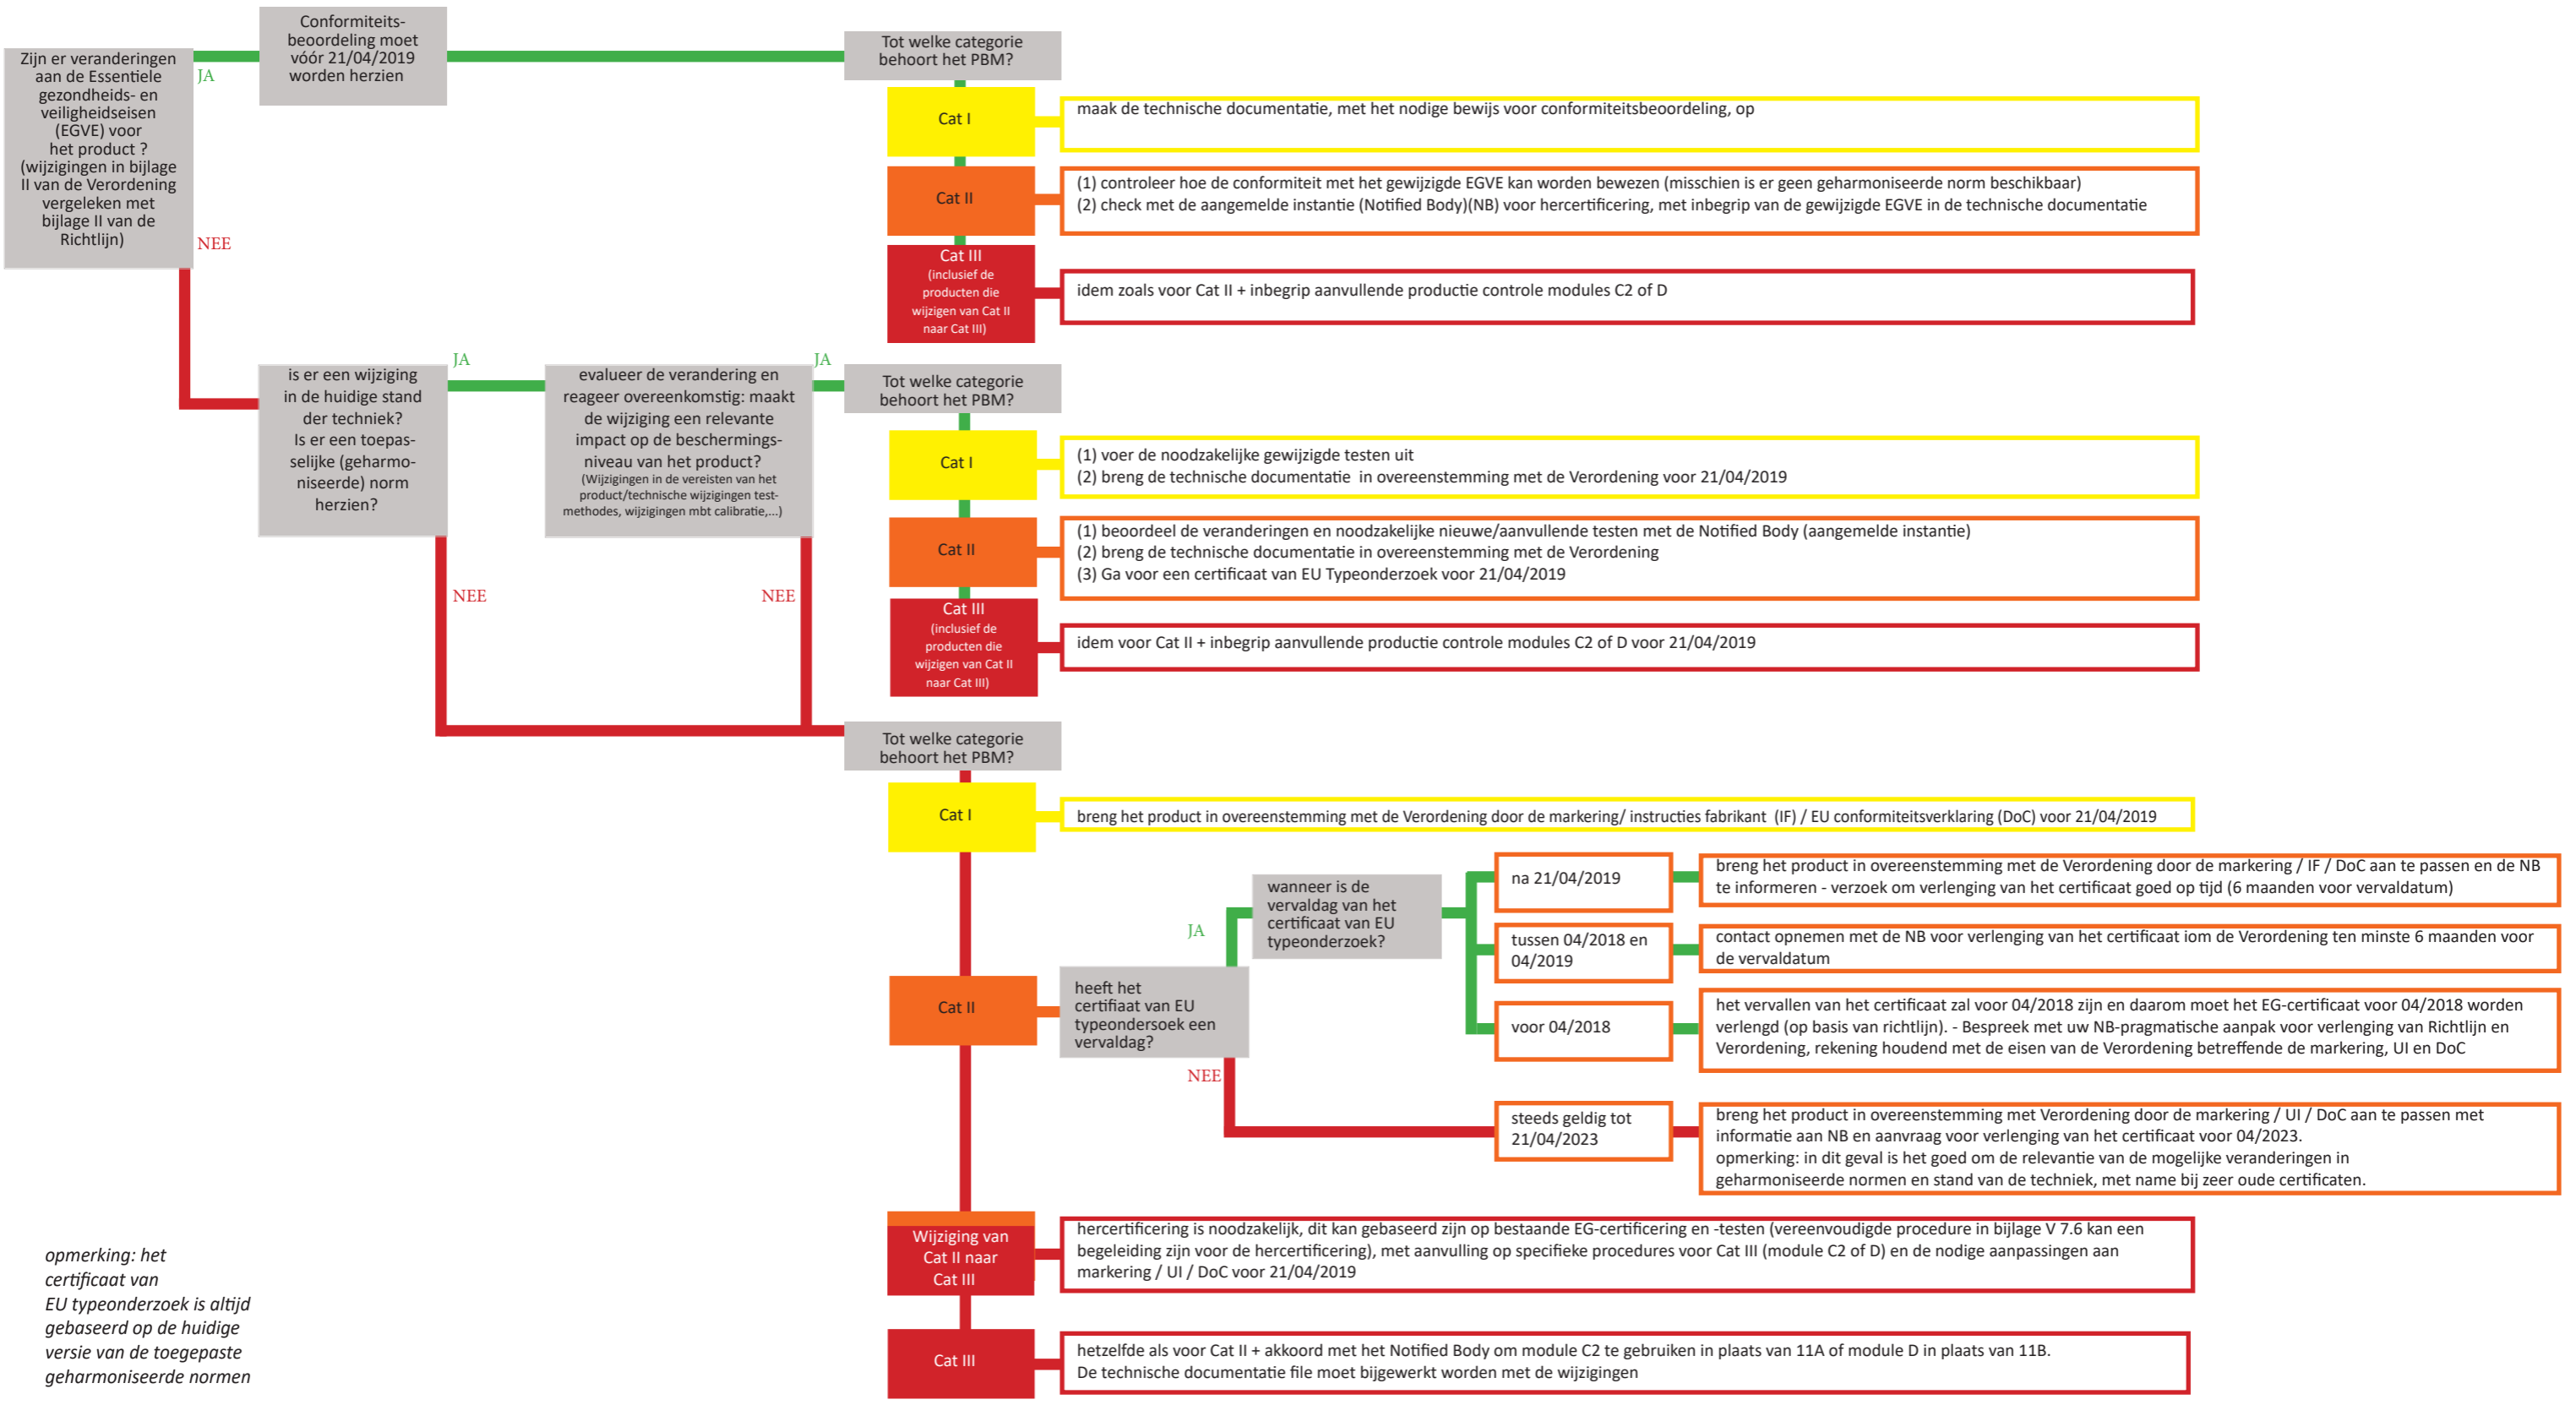 Zijn er veranderingen
aan de Essentiele
gezondheids- en
veiligheidseisen
(EGVE) voor
het product ?
(wijzigingen in bijlage
II van de Verordening
vergeleken met
bijlage II van de
Richtlijn)
JA
NEE
Conformiteits-
beoordeling moet
vóór 21/04/2019
worden herzien
Tot welke categorie
behoort het PBM?
Cat I
maak de technische documentatie, met het nodige bewijs voor conformiteitsbeoordeling, op
Cat II
(1) controleer hoe de conformiteit met het gewijzigde EGVE kan worden bewezen (misschien is er geen geharmoniseerde norm beschikbaar)
(2) check met de aangemelde instantie (Notified Body)(NB) voor hercertificering, met inbegrip van de gewijzigde EGVE in de technische documentatie
Cat III
(inclusief de
producten die
wijzigen van Cat II
naar Cat III)
idem zoals voor Cat II + inbegrip aanvullende productie controle modules C2 of D
is er een wijziging
in de huidige stand
der techniek?
Is er een toepas-
selijke (geharmo-
niseerde) norm
herzien?
JA
NEE
evalueer de verandering en
reageer overeenkomstig: maakt
de wijziging een relevante
impact op de beschermings-
niveau van het product?
(Wijzigingen in de vereisten van het
product/technische wijzigingen test-
methodes, wijzigingen mbt calibratie,...)
JA
NEE
Tot welke categorie
behoort het PBM?
Cat I
(1) voer de noodzakelijke gewijzigde testen uit
(2) breng de technische documentatie  in overeenstemming met de Verordening voor 21/04/2019
Cat II
(1) beoordeel de veranderingen en noodzakelijke nieuwe/aanvullende testen met de Notified Body (aangemelde instantie)
(2) breng de technische documentatie in overeenstemming met de Verordening
(3) Ga voor een certificaat van EU Typeonderzoek voor 21/04/2019
Cat III
(inclusief de
producten die
wijzigen van Cat II
naar Cat III)
idem voor Cat II + inbegrip aanvullende productie controle modules C2 of D voor 21/04/2019
Tot welke categorie
behoort het PBM?
Cat I
breng het product in overeenstemming met de Verordening door de markering/ instructies fabrikant  (IF) / EU conformiteitsverklaring (DoC) voor 21/04/2019
Cat II
heeft het
certifiaat van EU
typeondersoek een
vervaldag?
JA
NEE
wanneer is de
vervaldag van het
certificaat van EU
typeonderzoek?
na 21/04/2019
breng het product in overeenstemming met de Verordening door de markering / IF / DoC aan te passen en de NB
te informeren - verzoek om verlenging van het certificaat goed op tijd (6 maanden voor vervaldatum)
tussen 04/2018 en
04/2019
contact opnemen met de NB voor verlenging van het certificaat iom de Verordening ten minste 6 maanden voor
de vervaldatum
voor 04/2018
het vervallen van het certificaat zal voor 04/2018 zijn en daarom moet het EG-certificaat voor 04/2018 worden
verlengd (op basis van richtlijn). - Bespreek met uw NB-pragmatische aanpak voor verlenging van Richtlijn en
Verordening, rekening houdend met de eisen van de Verordening betreffende de markering, UI en DoC
steeds geldig tot
21/04/2023
breng het product in overeenstemming met Verordening door de markering / UI / DoC aan te passen met
informatie aan NB en aanvraag voor verlenging van het certificaat voor 04/2023.
opmerking: in dit geval is het goed om de relevantie van de mogelijke veranderingen in
geharmoniseerde normen en stand van de techniek, met name bij zeer oude certificaten.
Wijziging van
Cat II naar
Cat III
hercertificering is noodzakelijk, dit kan gebaseerd zijn op bestaande EG-certificering en -testen (vereenvoudigde procedure in bijlage V 7.6 kan een
begeleiding zijn voor de hercertificering), met aanvulling op specifieke procedures voor Cat III (module C2 of D) en de nodige aanpassingen aan
markering / UI / DoC voor 21/04/2019
Cat III
hetzelfde als voor Cat II + akkoord met het Notified Body om module C2 te gebruiken in plaats van 11A of module D in plaats van 11B.
De technische documentatie file moet bijgewerkt worden met de wijzigingen
opmerking: het
certificaat van
EU typeonderzoek is altijd
gebaseerd op de huidige
versie van de toegepaste
geharmoniseerde normen